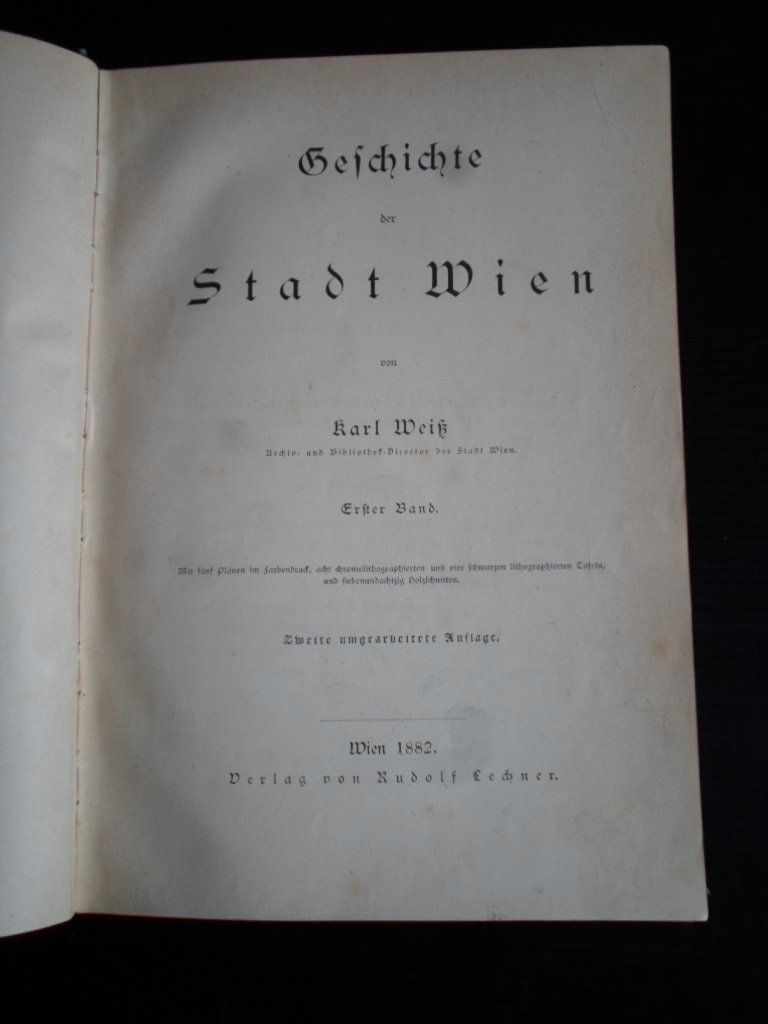 Geschichte
der
Stadt Wien
von
Karl Weiß
Archiv- und Bibliothek-Director der Stadt Wien.
Erster Band.
Mit fünf Plänen im Farbendruck, acht chromolithographierten und vier schwarzen lithographierten Tafeln,
und siebenundachtzig Holzschnitten.
Zweite umgearbeitete Auflage.
Wien 1882.
Verlag von Rudolf Lechner.